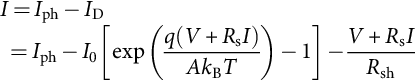 I = I_ph − I_D
= I_ph − I_0 [ exp ( q(V + R_s I) / A k_B T ) − 1 ] − (V + R_s I) / R_sh